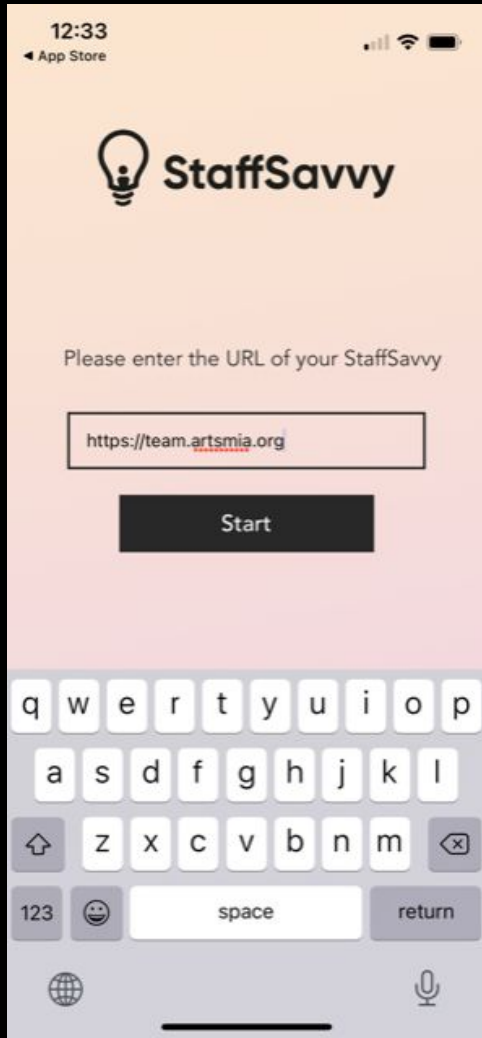 12:33
◀ App Store
StaffSavvy
Please enter the URL of your StaffSavvy
https://team.artsmia.org
Start
q w e r t y u i o p
a s d f g h j k l
z x c v b n m
123 space return